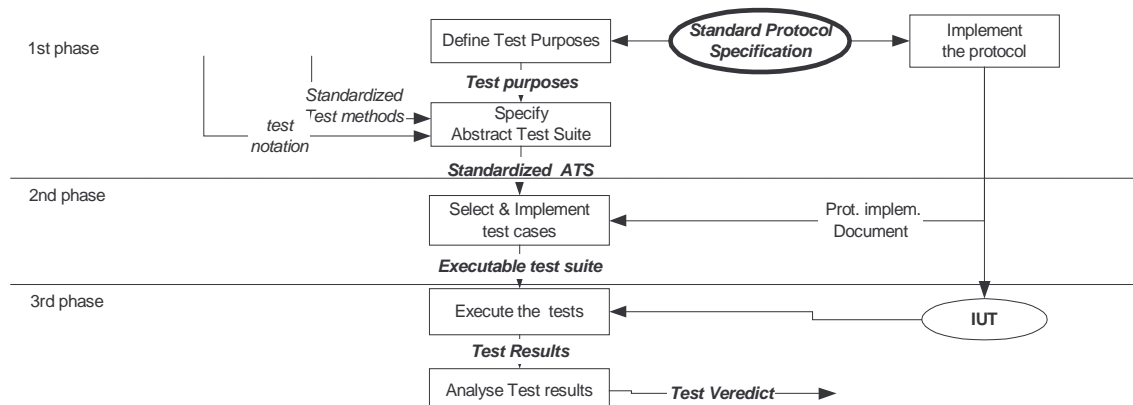 1st phase
Define Test Purposes
Standard Protocol
Specification
Implement
the protocol
Test purposes
Standardized
Test methods
test
notation
Specify
Abstract Test Suite
Standardized ATS
2nd phase
Select & Implement
test cases
Prot. implem.
Document
Executable test suite
3rd phase
Execute the tests
IUT
Test Results
Analyse Test results
Test Veredict